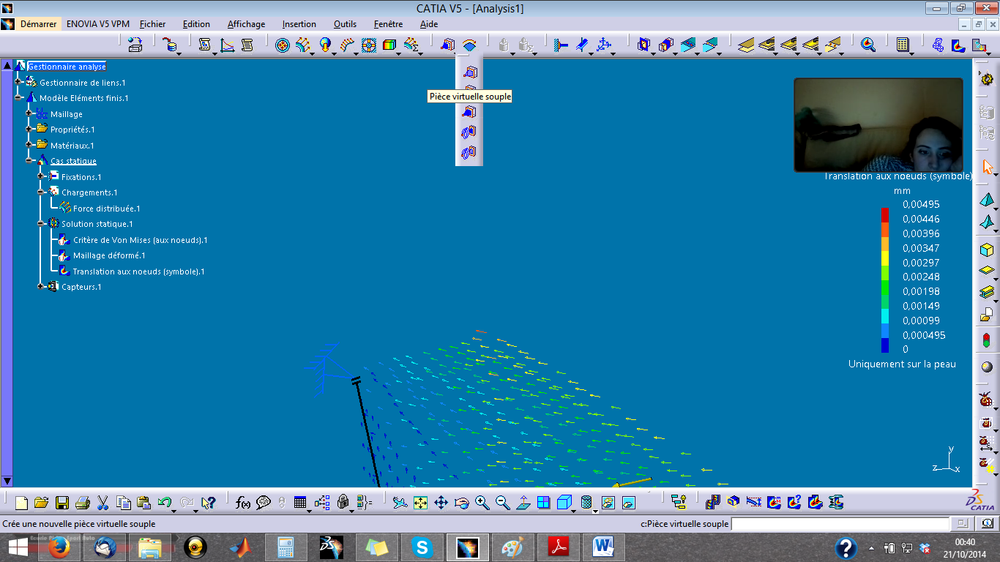 CATIA V5 - [Analysis1]
Démarrer ENOVIA V5 VPM Fichier Edition Affichage Insertion Outils Fenêtre Aide
Gestionnaire analyse
Gestionnaire de liens.1
Modèle Eléments finis.1
Maillage
Propriétés.1
Matériaux.1
Cas statique
Fixations.1
Chargements.1
Force distribuée.1
Solution statique.1
Critère de Von Mises (aux noeuds).1
Maillage déformé.1
Translation aux noeuds (symbole).1
Capteurs.1
Pièce virtuelle souple
Translation aux noeuds (symbole)
mm
0,00495
0,00446
0,00396
0,00347
0,00297
0,00248
0,00198
0,00149
0,00099
0,000495
0
Uniquement sur la peau
y
z
x
f(x)
CATIA
Crée une nouvelle pièce virtuelle souple
c:Pièce virtuelle souple
00:40
21/10/2014